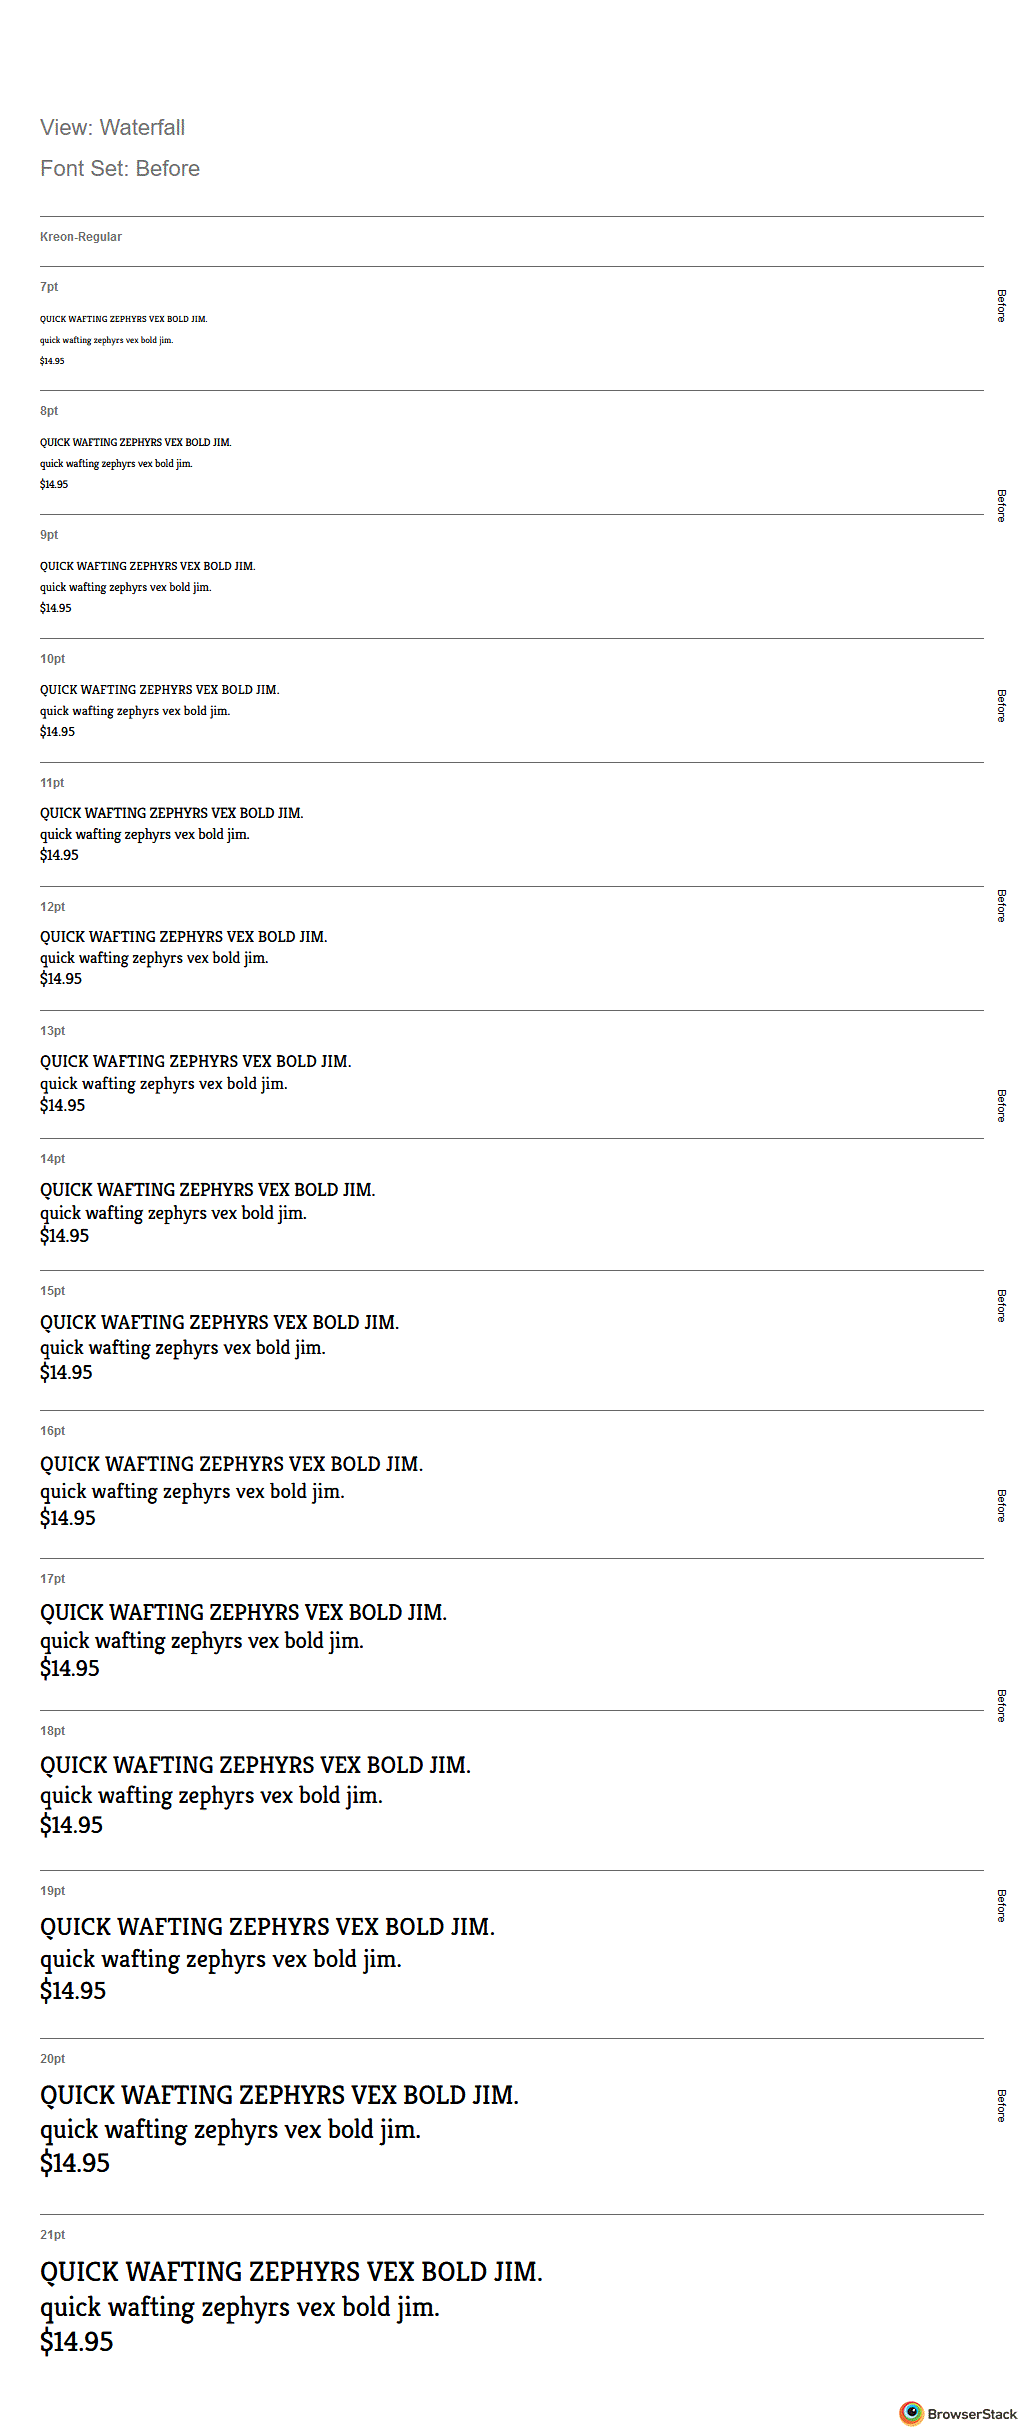 View: Waterfall
Font Set: Before
Kreon-Regular
7pt
QUICK WAFTING ZEPHYRS VEX BOLD JIM.
quick wafting zephyrs vex bold jim.
$14.95
Before
8pt
QUICK WAFTING ZEPHYRS VEX BOLD JIM.
quick wafting zephyrs vex bold jim.
$14.95
Before
9pt
QUICK WAFTING ZEPHYRS VEX BOLD JIM.
quick wafting zephyrs vex bold jim.
$14.95
10pt
QUICK WAFTING ZEPHYRS VEX BOLD JIM.
quick wafting zephyrs vex bold jim.
$14.95
Before
11pt
QUICK WAFTING ZEPHYRS VEX BOLD JIM.
quick wafting zephyrs vex bold jim.
$14.95
Before
12pt
QUICK WAFTING ZEPHYRS VEX BOLD JIM.
quick wafting zephyrs vex bold jim.
$14.95
13pt
QUICK WAFTING ZEPHYRS VEX BOLD JIM.
quick wafting zephyrs vex bold jim.
$14.95
Before
14pt
QUICK WAFTING ZEPHYRS VEX BOLD JIM.
quick wafting zephyrs vex bold jim.
$14.95
15pt
Before
QUICK WAFTING ZEPHYRS VEX BOLD JIM.
quick wafting zephyrs vex bold jim.
$14.95
16pt
QUICK WAFTING ZEPHYRS VEX BOLD JIM.
quick wafting zephyrs vex bold jim.
$14.95
Before
17pt
QUICK WAFTING ZEPHYRS VEX BOLD JIM.
quick wafting zephyrs vex bold jim.
$14.95
Before
18pt
QUICK WAFTING ZEPHYRS VEX BOLD JIM.
quick wafting zephyrs vex bold jim.
$14.95
19pt
Before
QUICK WAFTING ZEPHYRS VEX BOLD JIM.
quick wafting zephyrs vex bold jim.
$14.95
20pt
QUICK WAFTING ZEPHYRS VEX BOLD JIM.
Before
quick wafting zephyrs vex bold jim.
$14.95
21pt
QUICK WAFTING ZEPHYRS VEX BOLD JIM.
quick wafting zephyrs vex bold jim.
$14.95
BrowserStack